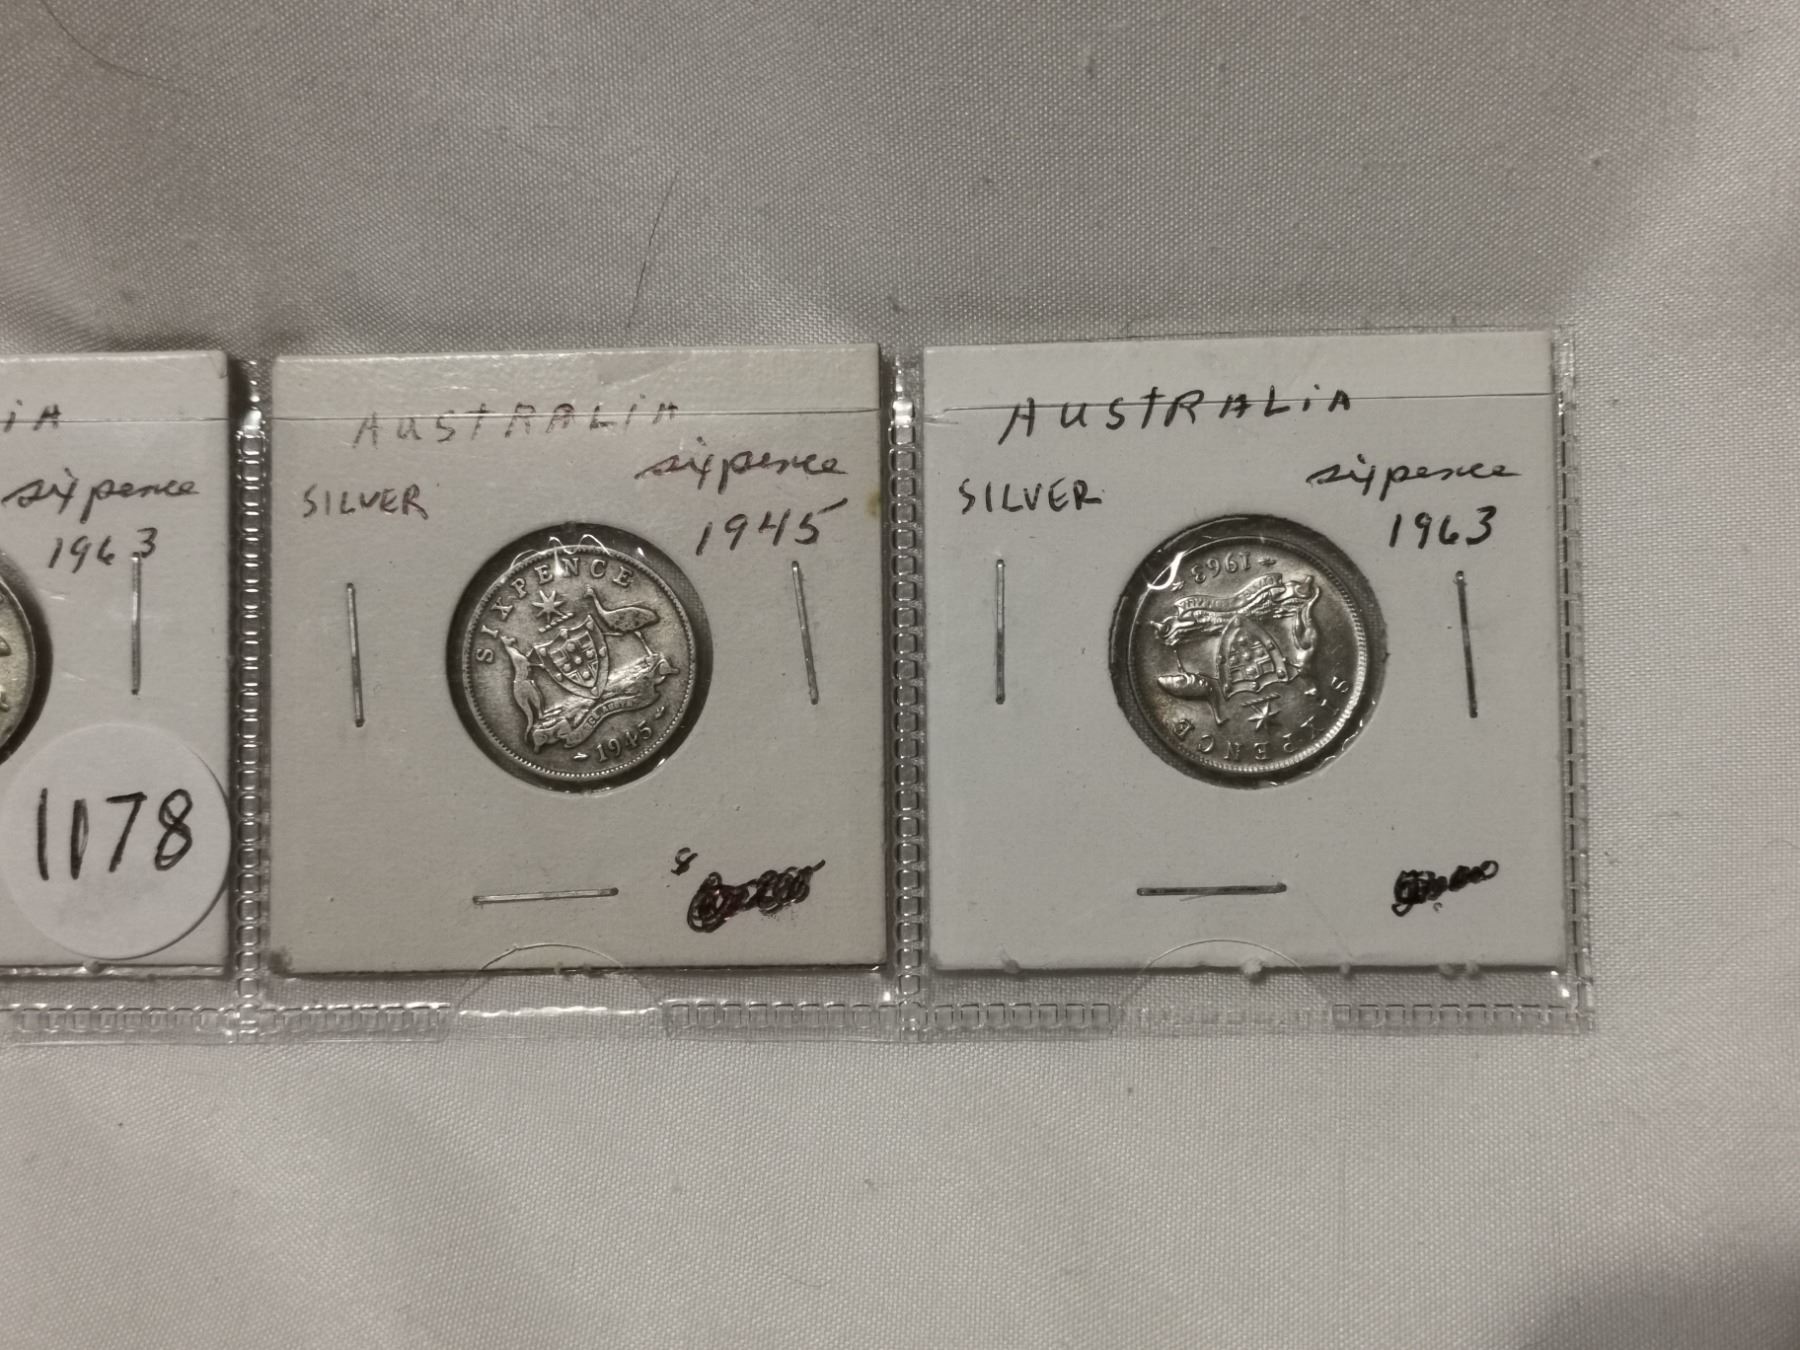 iA
sixpence
1963
1178
AUSTRALiA
sixpence
SILVER
1945
SIXPENCE
1945
$
AUSTRALiA
sixpence
SILVER
1963
1963
SIXPENCE